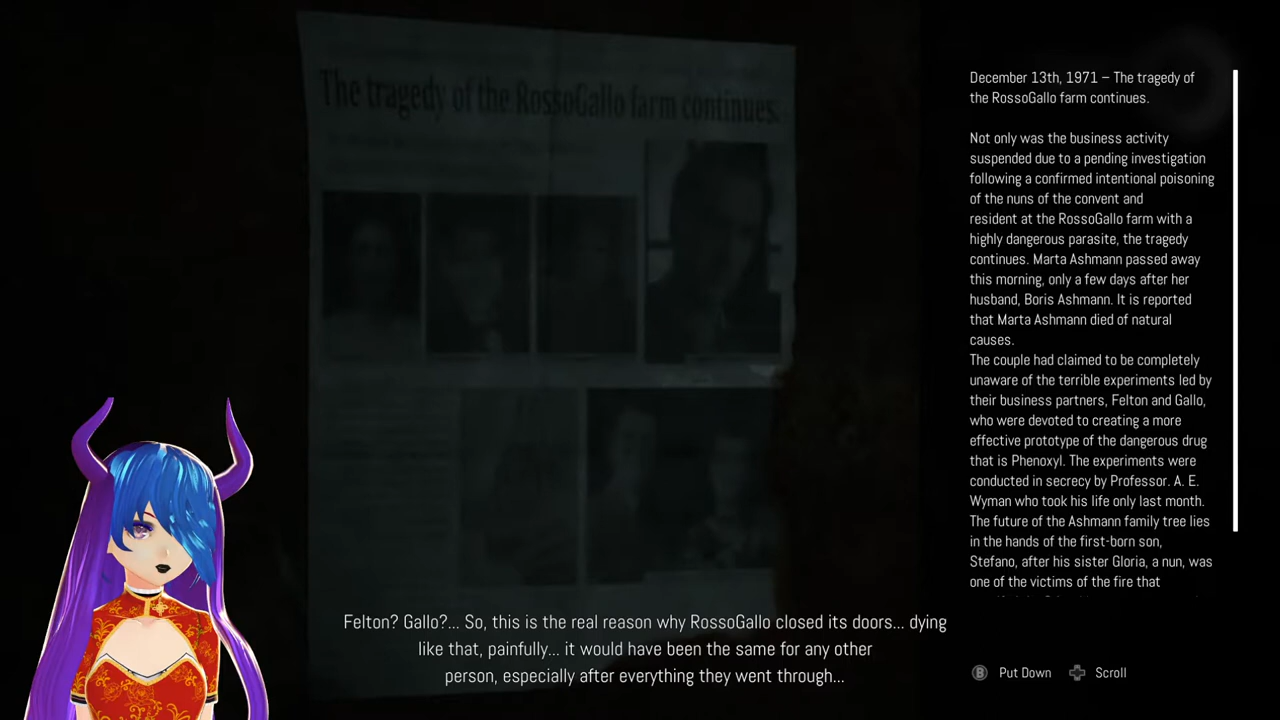 The tragedy of the RossoGallo farm continues.
December 13th, 1971 – The tragedy of
the RossoGallo farm continues.
Not only was the business activity
suspended due to a pending investigation
following a confirmed intentional poisoning
of the nuns of the convent and
resident at the RossoGallo farm with a
highly dangerous parasite, the tragedy
continues. Marta Ashmann passed away
this morning, only a few days after her
husband, Boris Ashmann. It is reported
that Marta Ashmann died of natural
causes.
The couple had claimed to be completely
unaware of the terrible experiments led by
their business partners, Felton and Gallo,
who were devoted to creating a more
effective prototype of the dangerous drug
that is Phenoxyl. The experiments were
conducted in secrecy by Professor. A. E.
Wyman who took his life only last month.
The future of the Ashmann family tree lies
in the hands of the first-born son,
Stefano, after his sister Gloria, a nun, was
one of the victims of the fire that
Felton? Gallo?... So, this is the real reason why RossoGallo closed its doors... dying
like that, painfully... it would have been the same for any other
person, especially after everything they went through...
B Put Down Scroll